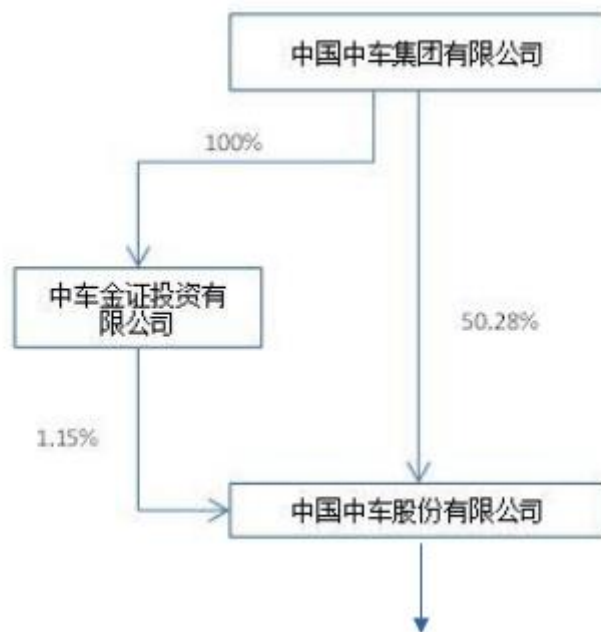 中国中车集团有限公司
100%
中车金证投资有
限公司
50.28%
1.15%
中国中车股份有限公司